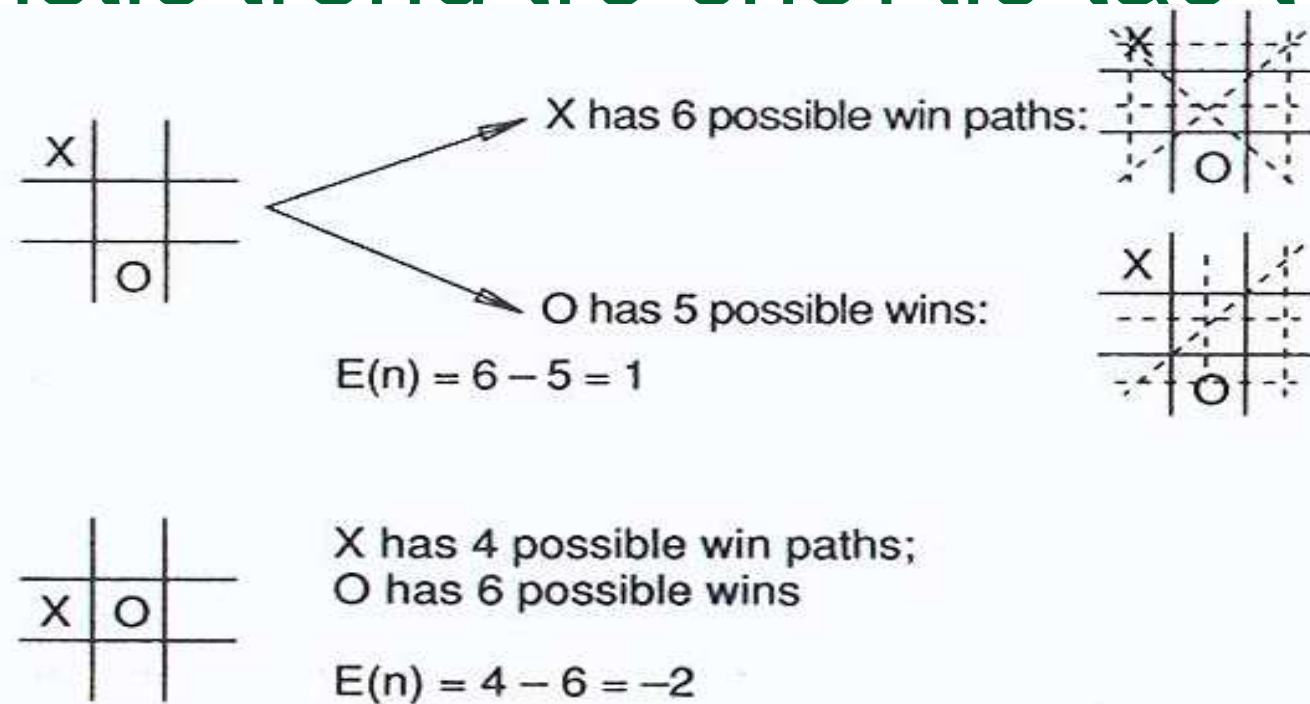 X
O
X has 6 possible win paths:
X
O
O has 5 possible wins:
X
O
E(n) = 6 – 5 = 1
X O
X has 4 possible win paths;
O has 6 possible wins
E(n) = 4 – 6 = –2